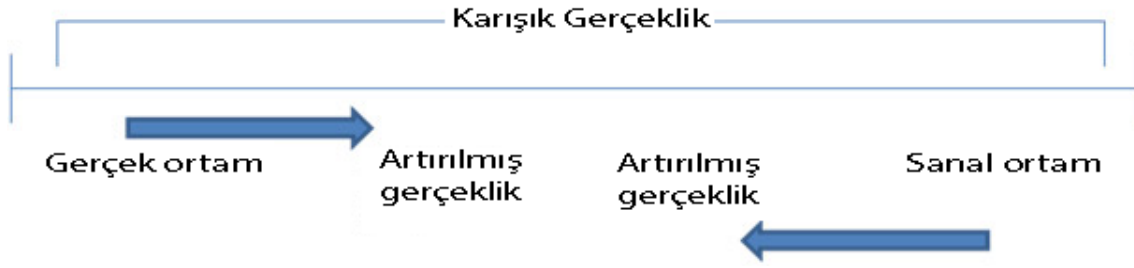 Karışık Gerçeklik
Gerçek ortam
Artırılmış
gerçeklik
Artırılmış
gerçeklik
Sanal ortam